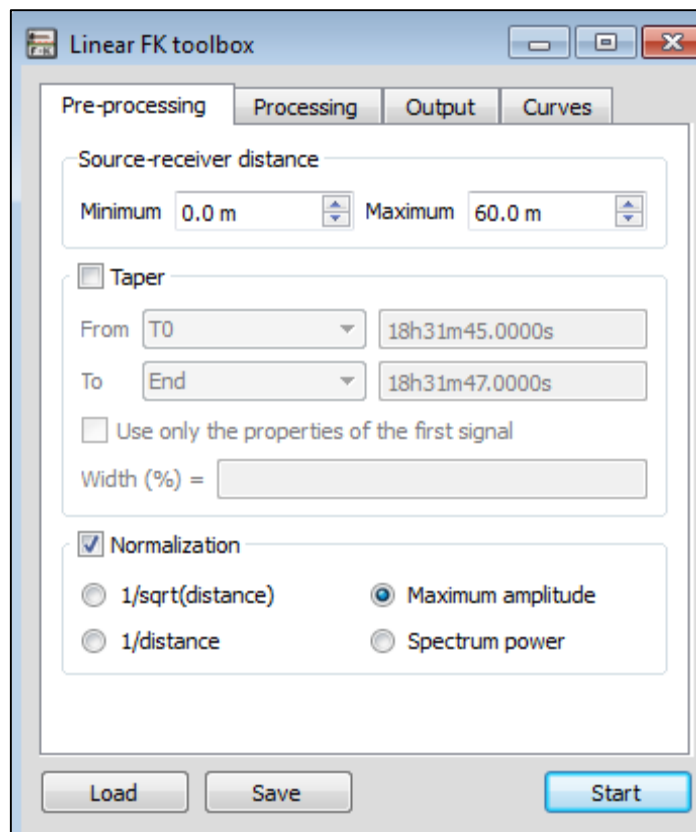 Linear FK toolbox
Pre-processing Processing Output Curves
Source-receiver distance
Minimum 0.0 m Maximum 60.0 m
Taper
From T0 18h31m45.0000s
To End 18h31m47.0000s
Use only the properties of the first signal
Width (%) =
Normalization
1/sqrt(distance) Maximum amplitude
1/distance Spectrum power
Load Save Start